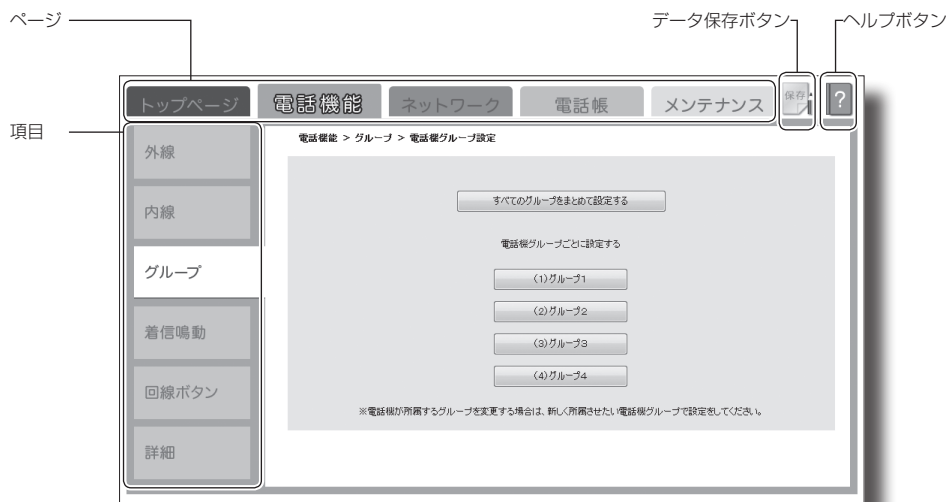 ページ
データ保存ボタン
ヘルプボタン
トップページ 電話機能 ネットワーク 電話帳 メンテナンス 保存 ?
項目
電話機能 > グループ > 電話機グループ設定
外線
すべてのグループをまとめて設定する
内線
電話機グループごとに設定する
グループ
(1)グループ1
(2)グループ2
着信鳴動
(3)グループ3
(4)グループ4
回線ボタン
※電話機が所属するグループを変更する場合は、新しく所属させたい電話機グループで設定をしてください。
詳細